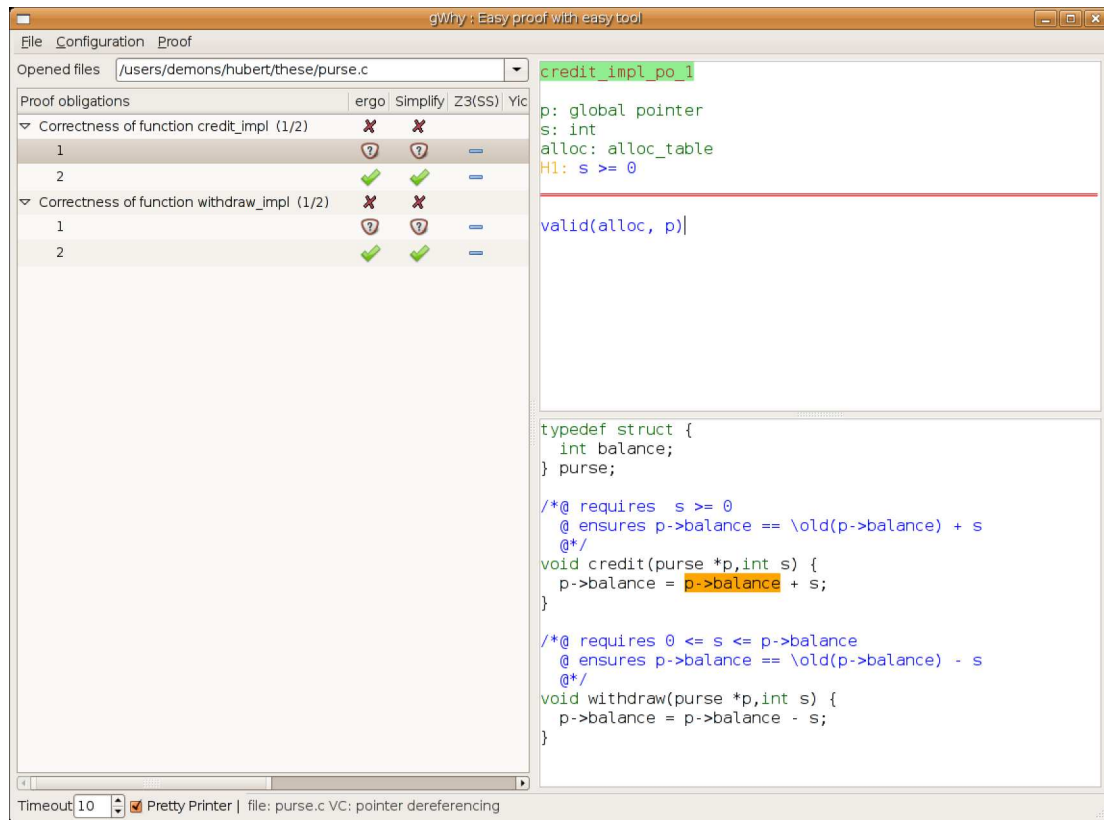 gWhy : Easy proof with easy tool
File Configuration Proof
Opened files /users/demons/hubert/these/purse.c
Proof obligations ergo Simplify Z3(SS) Yic
Correctness of function credit_impl (1/2)
1
2
Correctness of function withdraw_impl (1/2)
1
2
credit_impl_po_1
p: global pointer
s: int
alloc: alloc_table
H1: s >= 0
valid(alloc, p)
typedef struct {
  int balance;
} purse;
/*@ requires  s >= 0
  @ ensures p->balance == \old(p->balance) + s
  @*/
void credit(purse *p,int s) {
  p->balance = p->balance + s;
}
/*@ requires 0 <= s <= p->balance
  @ ensures p->balance == \old(p->balance) - s
  @*/
void withdraw(purse *p,int s) {
  p->balance = p->balance - s;
}
Timeout 10 Pretty Printer | file: purse.c VC: pointer dereferencing